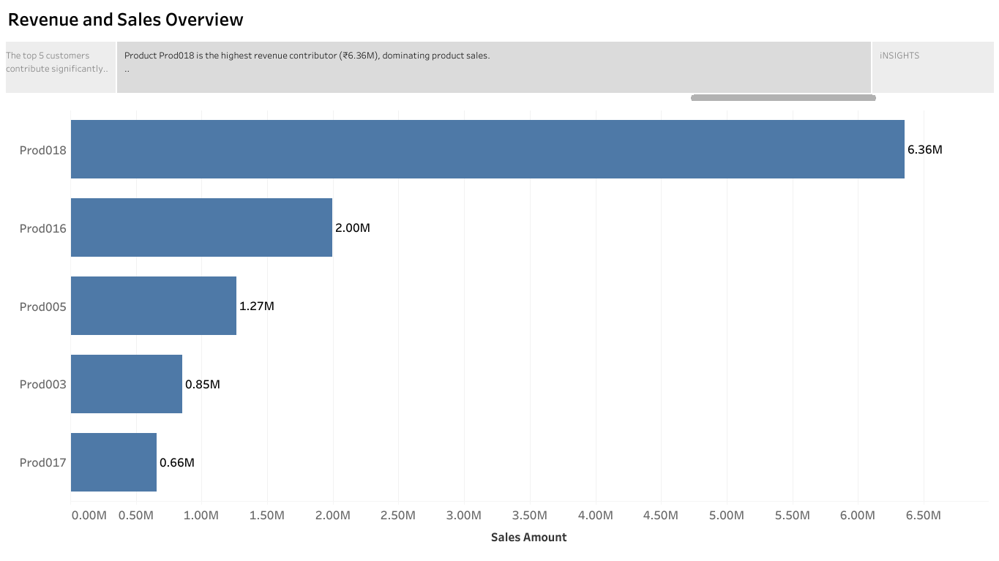 Revenue and Sales Overview
The top 5 customers
contribute significantly..
Product Prod018 is the highest revenue contributor (₹6.36M), dominating product sales.
..
iNSIGHTS
Prod018
6.36M
Prod016
2.00M
Prod005
1.27M
Prod003
0.85M
Prod017
0.66M
0.00M 0.50M 1.00M 1.50M 2.00M 2.50M 3.00M 3.50M 4.00M 4.50M 5.00M 5.50M 6.00M 6.50M
Sales Amount